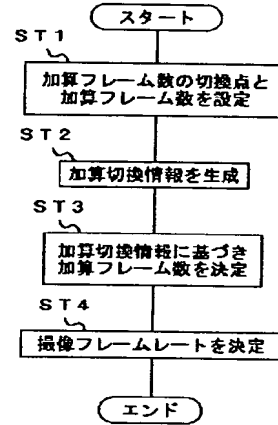 スタート
ST1
加算フレーム数の切換点と
加算フレーム数を設定
ST2
加算切換情報を生成
ST3
加算切換情報に基づき
加算フレーム数を決定
ST4
撮像フレームレートを決定
エンド